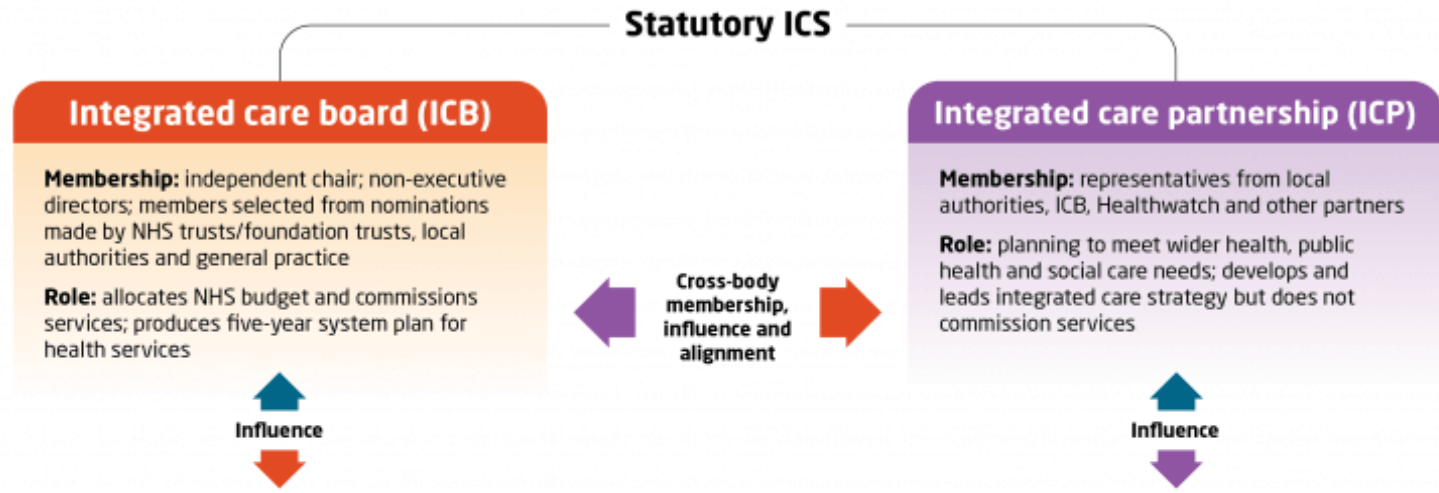 Statutory ICS
Integrated care board (ICB)
Membership: independent chair; non-executive
directors; members selected from nominations
made by NHS trusts/foundation trusts, local
authorities and general practice
Role: allocates NHS budget and commissions
services; produces five-year system plan for
health services
Influence
Cross-body
membership,
influence and
alignment
Integrated care partnership (ICP)
Membership: representatives from local
authorities, ICB, Healthwatch and other partners
Role: planning to meet wider health, public
health and social care needs; develops and
leads integrated care strategy but does not
commission services
Influence